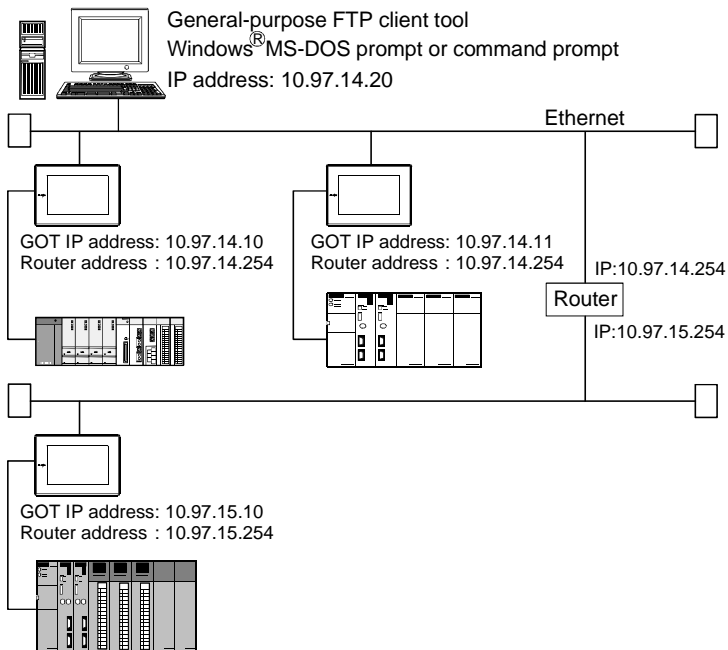 General-purpose FTP client tool
Windows®MS-DOS prompt or command prompt
IP address: 10.97.14.20
Ethernet
GOT IP address: 10.97.14.10
Router address : 10.97.14.254
GOT IP address: 10.97.14.11
Router address : 10.97.14.254
IP:10.97.14.254
Router
IP:10.97.15.254
GOT IP address: 10.97.15.10
Router address : 10.97.15.254